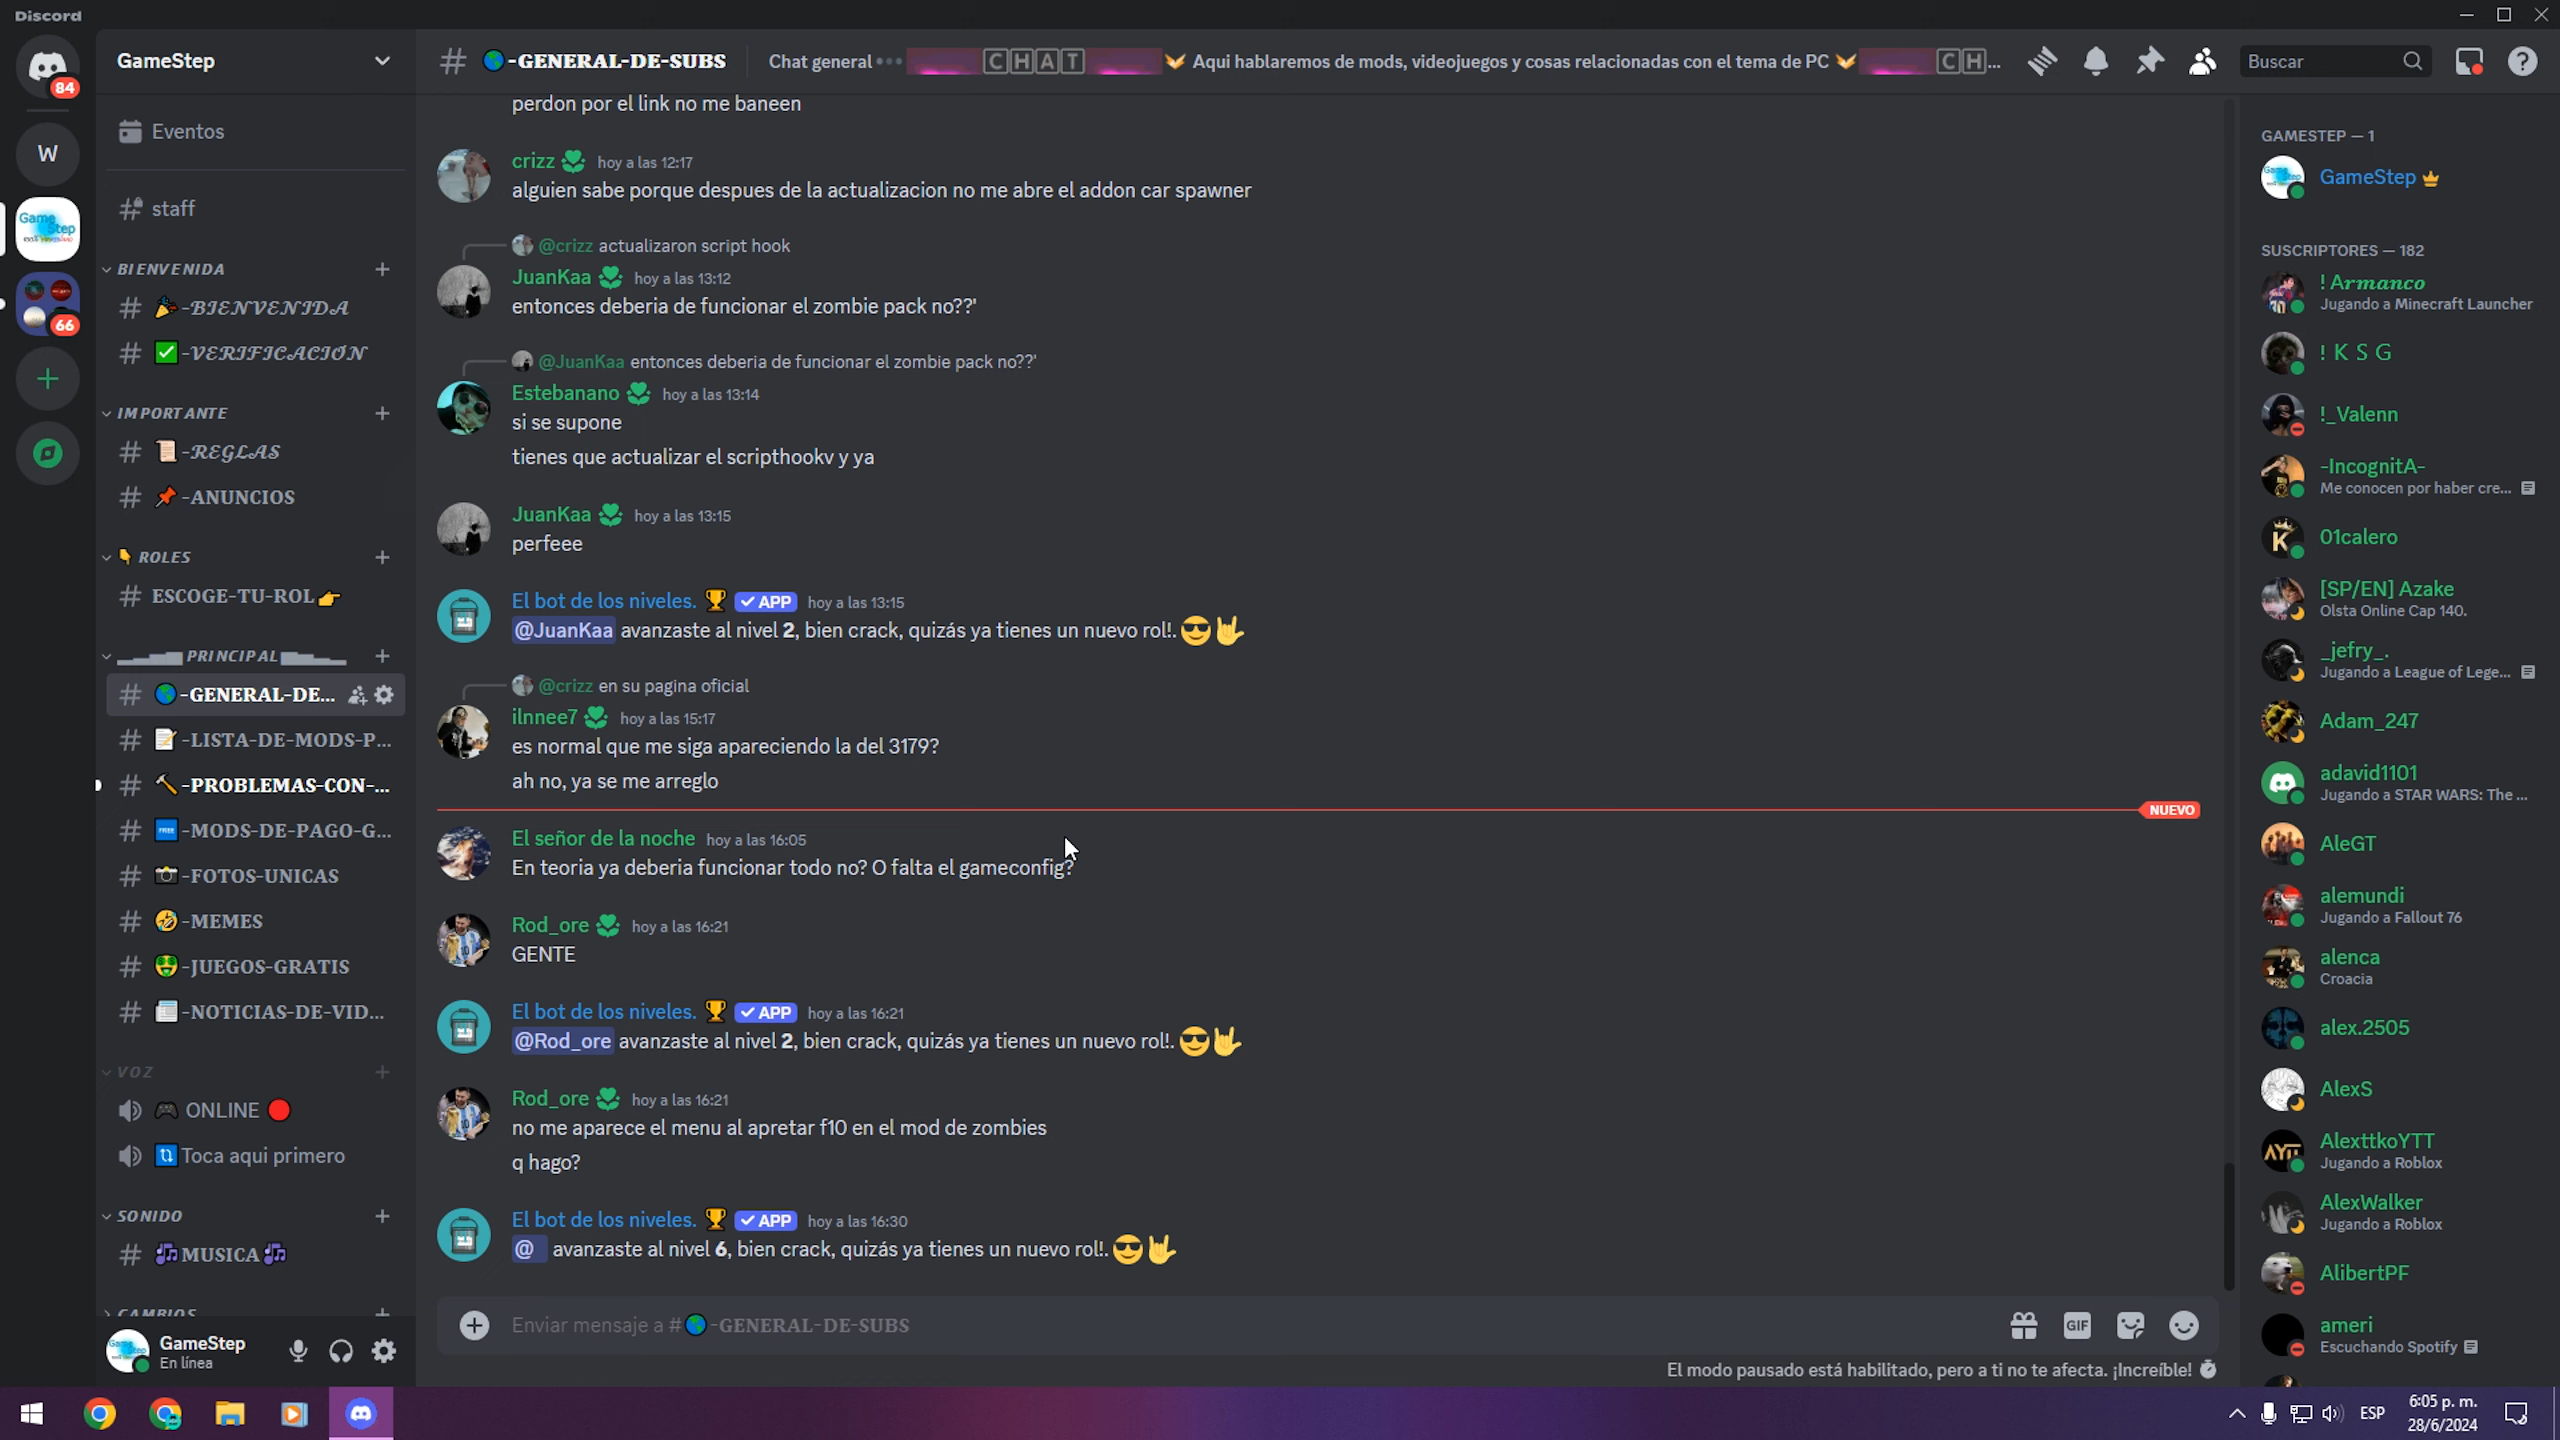 Discord
84
W
Game Step
66
GameStep
Eventos
staff
BIENVENIDA
🎉-𝓑𝓘𝓔𝓝𝓥𝓔𝓝𝓘𝓓𝓐
✅-𝓥𝓔𝓡𝓘𝓕𝓘𝓒𝓐𝓒𝓘𝓞́𝓝
IMPORTANTE
📜-𝓡𝓔𝓖𝓛𝓐𝓢
📌-ANUNCIOS
👇 ROLES
ESCOGE-TU-ROL👉
PRINCIPAL
🌎-GENERAL-DE...
📝-LISTA-DE-MODS-P...
🔨-PROBLEMAS-CON-...
🆓-MODS-DE-PAGO-G...
📷-FOTOS-UNICAS
🤣-MEMES
🤑-JUEGOS-GRATIS
📰-NOTICIAS-DE-VID...
VOZ
🎮 ONLINE 🔴
Toca aqui primero
SONIDO
🎶MUSICA🎶
CAMBIOS
GameStep
En línea
# 🌎-GENERAL-DE-SUBS
Chat general ••• CHAT Aqui hablaremos de mods, videojuegos y cosas relacionadas con el tema de PC CH...
Buscar
perdon por el link no me baneen
crizz hoy a las 12:17
alguien sabe porque despues de la actualizacion no me abre el addon car spawner
@crizz actualizaron script hook
JuanKaa hoy a las 13:12
entonces deberia de funcionar el zombie pack no??'
@JuanKaa entonces deberia de funcionar el zombie pack no??'
Estebanano hoy a las 13:14
si se supone
tienes que actualizar el scripthookv y ya
JuanKaa hoy a las 13:15
perfeee
El bot de los niveles. 🏆 ✓ APP hoy a las 13:15
@JuanKaa avanzaste al nivel 2, bien crack, quizás ya tienes un nuevo rol!. 😎🤟
@crizz en su pagina oficial
ilnnee7 hoy a las 15:17
es normal que me siga apareciendo la del 3179?
ah no, ya se me arreglo
NUEVO
El señor de la noche hoy a las 16:05
En teoria ya deberia funcionar todo no? O falta el gameconfig?
Rod_ore hoy a las 16:21
GENTE
El bot de los niveles. 🏆 ✓ APP hoy a las 16:21
@Rod_ore avanzaste al nivel 2, bien crack, quizás ya tienes un nuevo rol!. 😎🤟
Rod_ore hoy a las 16:21
no me aparece el menu al apretar f10 en el mod de zombies
q hago?
El bot de los niveles. 🏆 ✓ APP hoy a las 16:30
@ avanzaste al nivel 6, bien crack, quizás ya tienes un nuevo rol!. 😎🤟
Enviar mensaje a #🌎-GENERAL-DE-SUBS
GIF
El modo pausado está habilitado, pero a ti no te afecta. ¡Increíble!
GAMESTEP — 1
GameStep
SUSCRIPTORES — 182
! Armanco
Jugando a Minecraft Launcher
! K S G
!_Valenn
-IncognitA-
Me conocen por haber cre...
01calero
[SP/EN] Azake
Olsta Online Cap 140.
_jefry_.
Jugando a League of Lege...
Adam_247
adavid1101
Jugando a STAR WARS: The ...
AleGT
alemundi
Jugando a Fallout 76
alenca
Croacia
alex.2505
AlexS
AlexttkoYTT
Jugando a Roblox
AlexWalker
Jugando a Roblox
AlibertPF
ameri
Escuchando Spotify
ESP
6:05 p. m.
28/6/2024